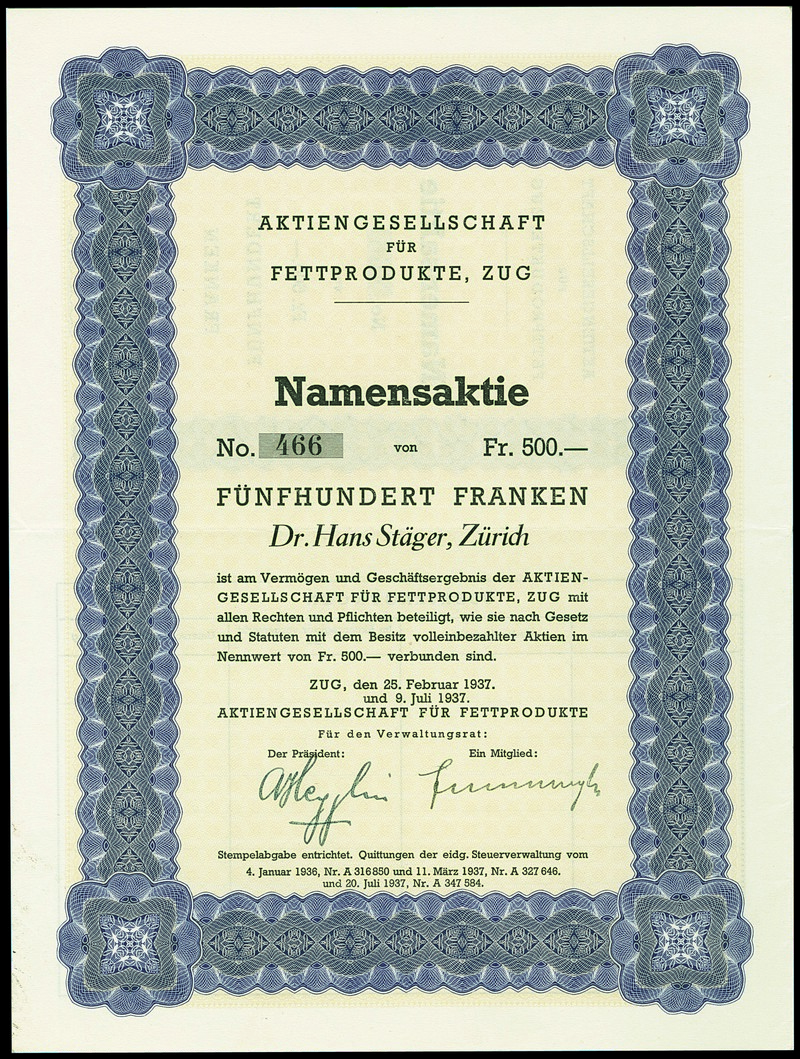 AKTIENGESELLSCHAFT
FÜR
FETTPRODUKTE, ZUG
Namensaktie
No. 466 von Fr. 500.—
FÜNFHUNDERT FRANKEN
Dr. Hans Stäger, Zürich
ist am Vermögen und Geschäftsergebnis der AKTIEN-
GESELLSCHAFT FÜR FETTPRODUKTE, ZUG mit
allen Rechten und Pflichten beteiligt, wie sie nach Gesetz
und Statuten mit dem Besitz volleinbezahlter Aktien im
Nennwert von Fr. 500.— verbunden sind.
ZUG, den 25. Februar 1937.
und 9. Juli 1937.
AKTIENGESELLSCHAFT FÜR FETTPRODUKTE
Für den Verwaltungsrat:
Der Präsident: Ein Mitglied:
Stempelabgabe entrichtet. Quittungen der eidg. Steuerverwaltung vom
4. Januar 1936, Nr. A 316850 und 11. März 1937, Nr. A 327646.
und 20. Juli 1937, Nr. A 347 584.